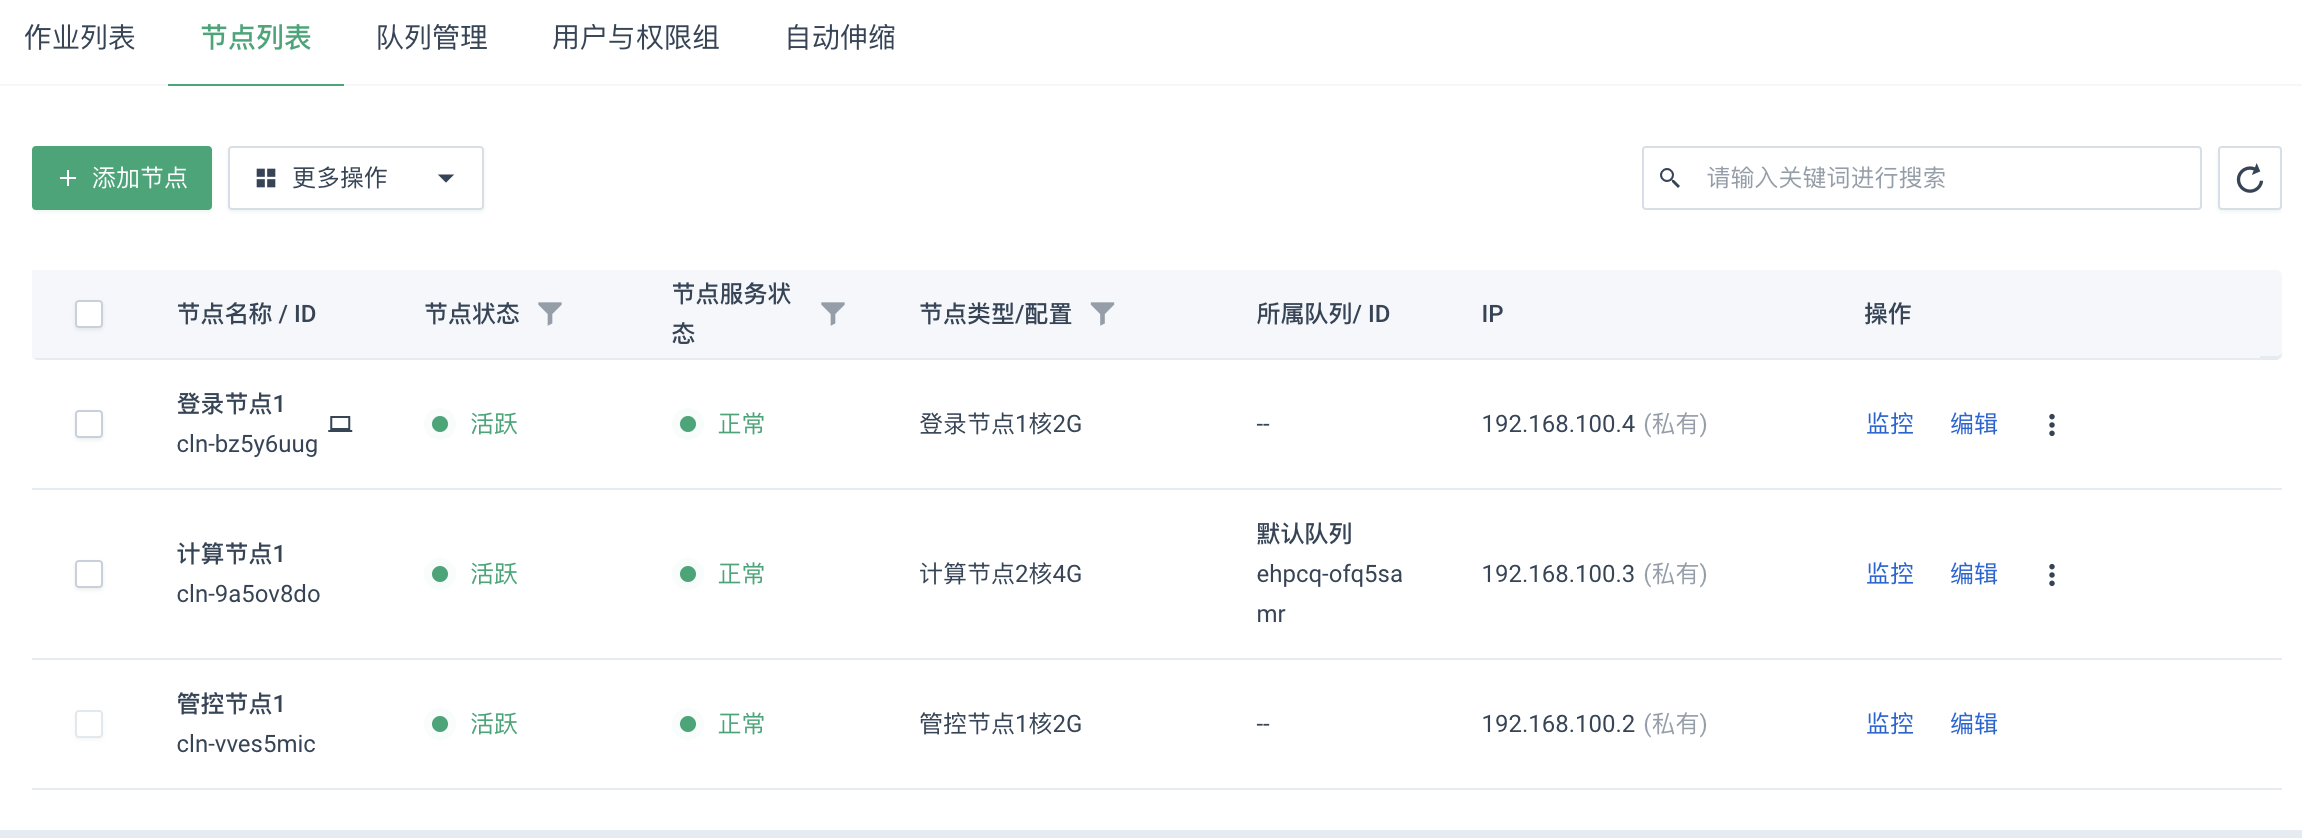 作业列表 节点列表 队列管理 用户与权限组 自动伸缩
+ 添加节点 更多操作 请输入关键词进行搜索
节点名称 / ID 节点状态 节点服务状态 节点类型/配置 所属队列/ ID IP 操作
登录节点1
cln-bz5y6uug 活跃 正常 登录节点1核2G -- 192.168.100.4 (私有) 监控 编辑
计算节点1
cln-9a5ov8do 活跃 正常 计算节点2核4G 默认队列
ehpcq-ofq5sa
mr 192.168.100.3 (私有) 监控 编辑
管控节点1
cln-vves5mic 活跃 正常 管控节点1核2G -- 192.168.100.2 (私有) 监控 编辑